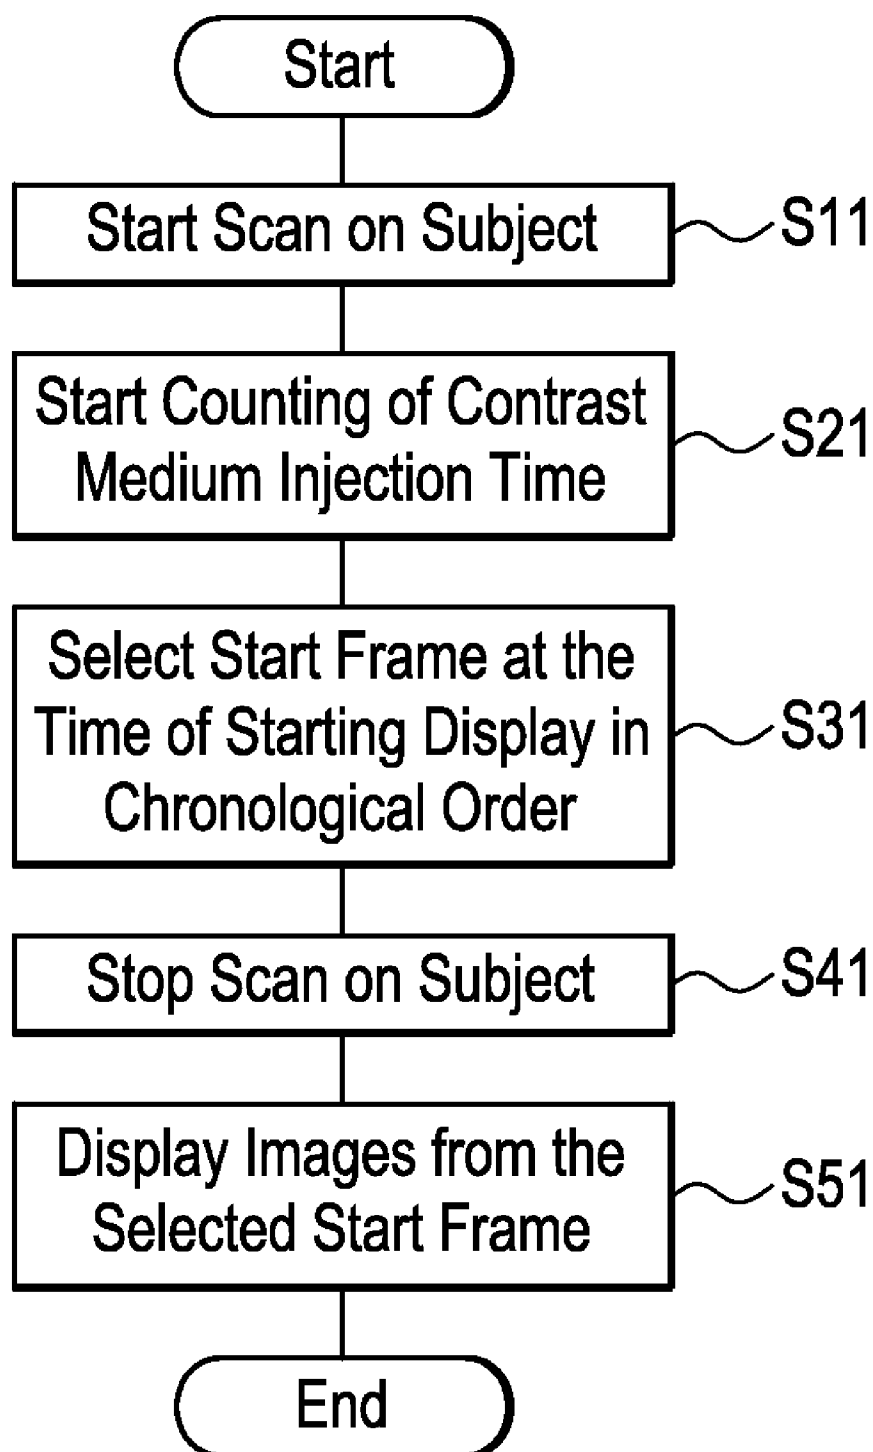 Start
Start Scan on Subject
S11
Start Counting of Contrast
Medium Injection Time
S21
Select Start Frame at the
Time of Starting Display in
Chronological Order
S31
Stop Scan on Subject
S41
Display Images from the
Selected Start Frame
S51
End